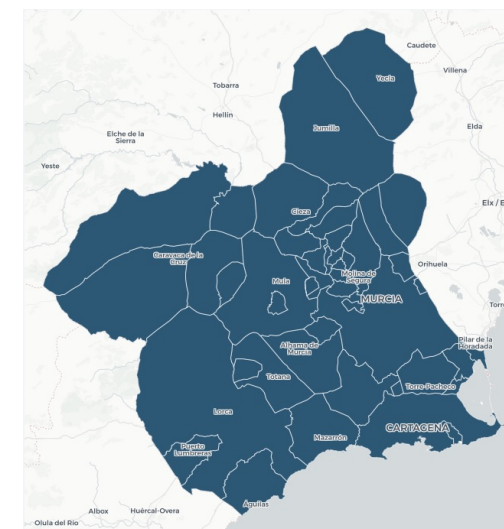 Caudete
Yecla
Villena
Tobarra
Hellín
Jumilla
Elda
Elche de la
Sierra
Yeste
Cieza
Elx / E
Caravaca de la
Cruz
Orihuela
Mula
Molina de
Segura
MURCIA
Torre
Pilar de la
Horadada
Alhama de
Murcia
Totana
Torre-Pacheco
Lorca
CARTAGENA
Mazarrón
Puerto
Lumbreras
Águilas
Albox
Huércal-Overa
Olula del Río